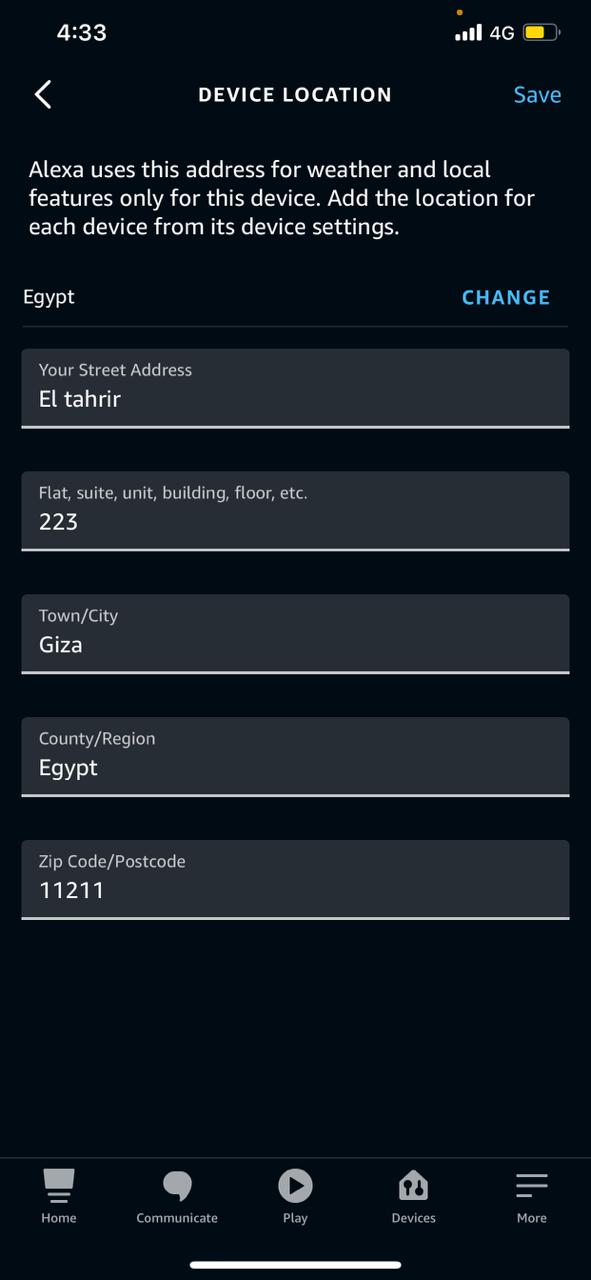 4:33
4G
DEVICE LOCATION
Save
Alexa uses this address for weather and local
features only for this device. Add the location for
each device from its device settings.
Egypt
CHANGE
Your Street Address
El tahrir
Flat, suite, unit, building, floor, etc.
223
Town/City
Giza
County/Region
Egypt
Zip Code/Postcode
11211
Home
Communicate
Play
Devices
More